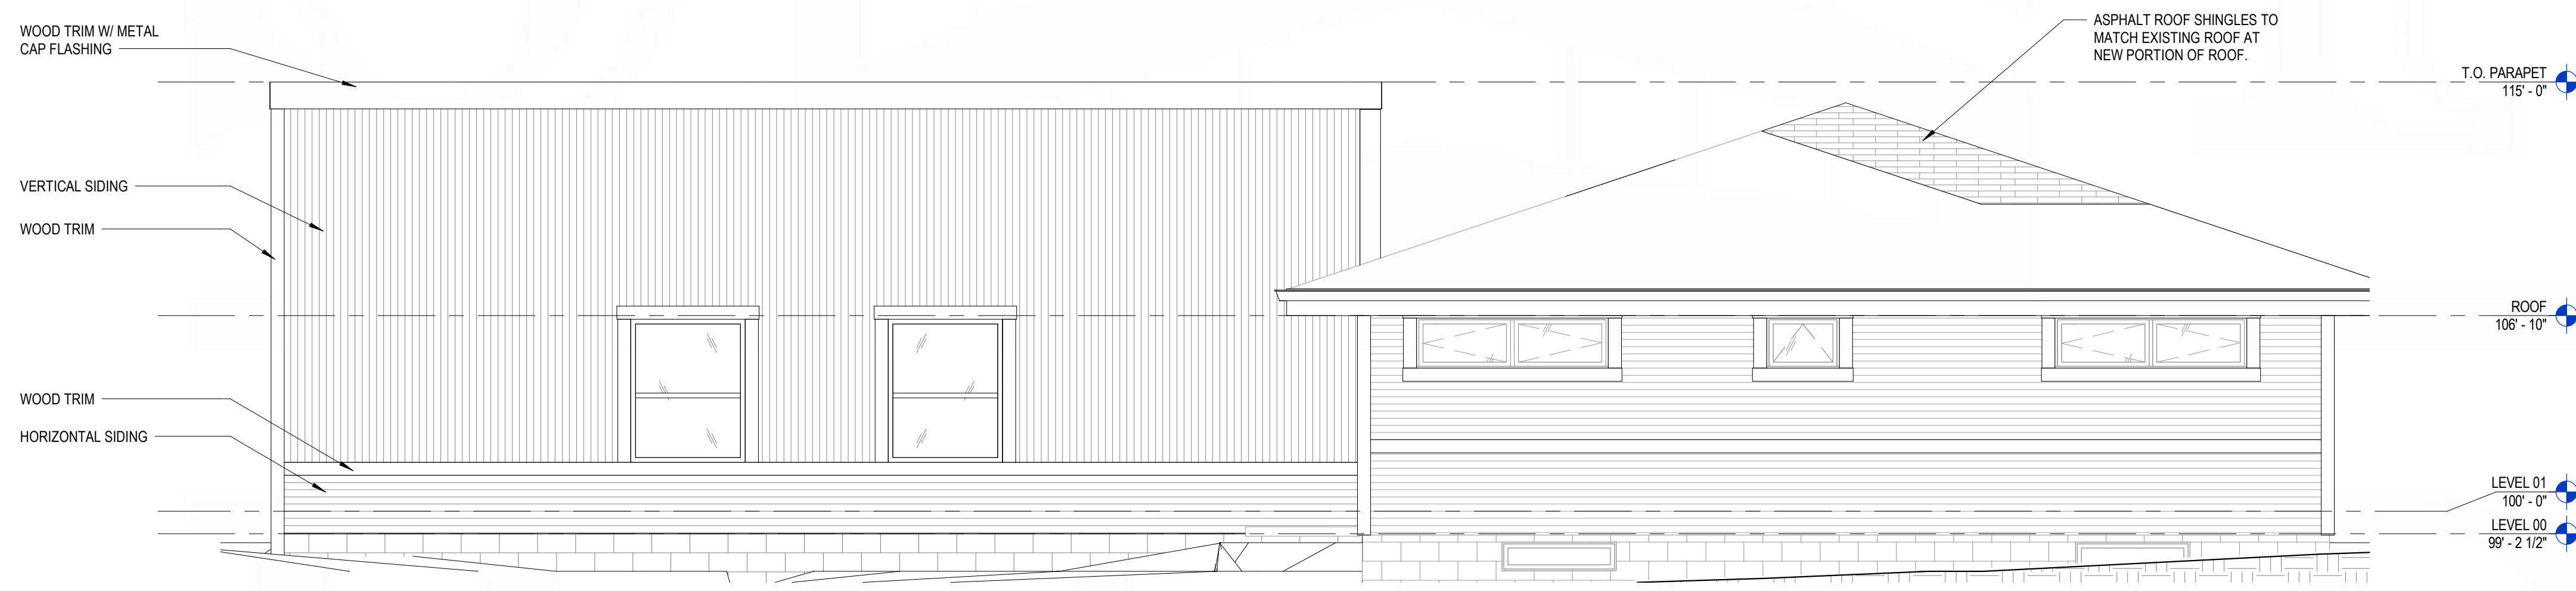 WOOD TRIM W/ METAL
CAP FLASHING
VERTICAL SIDING
WOOD TRIM
WOOD TRIM
HORIZONTAL SIDING
ASPHALT ROOF SHINGLES TO
MATCH EXISTING ROOF AT
NEW PORTION OF ROOF.
T.O. PARAPET
115' - 0"
ROOF
106' - 10"
LEVEL 01
100' - 0"
LEVEL 00
99' - 2 1/2"